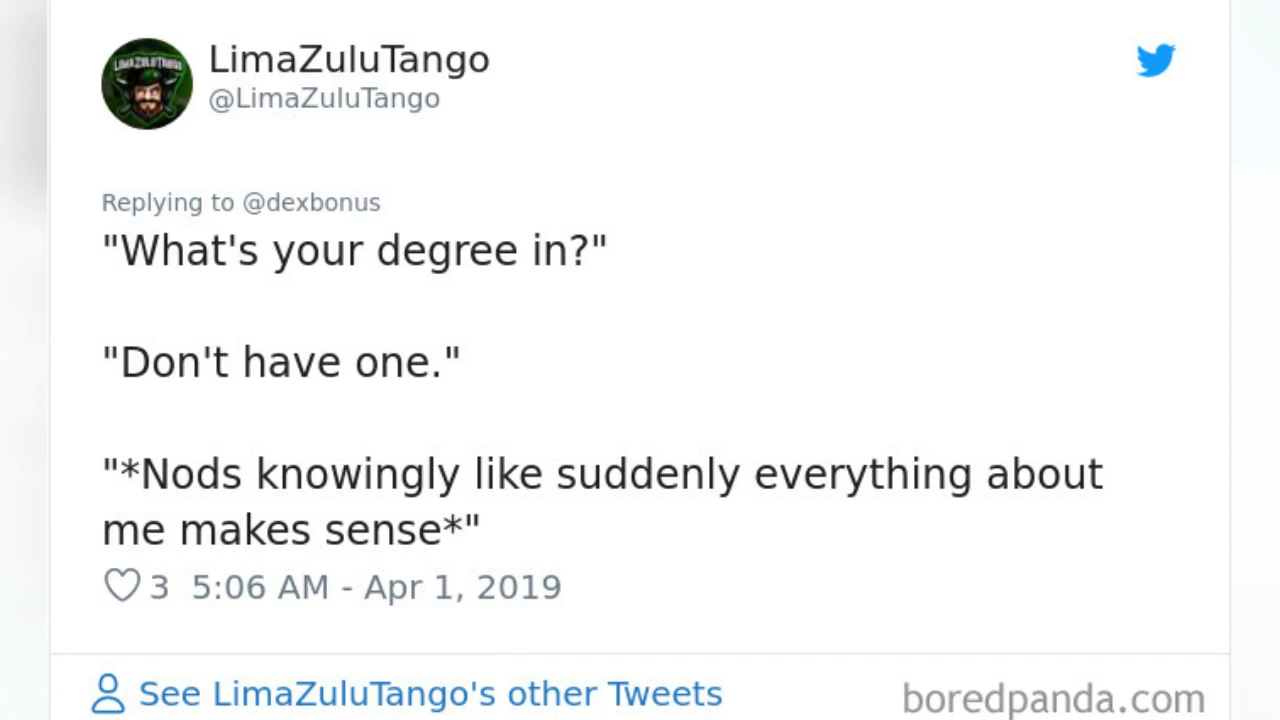 LimaZuluTango
@LimaZuluTango
Replying to @dexbonus
"What's your degree in?"
"Don't have one."
"*Nods knowingly like suddenly everything about
me makes sense*"
3 5:06 AM - Apr 1, 2019
See LimaZuluTango's other Tweets
boredpanda.com